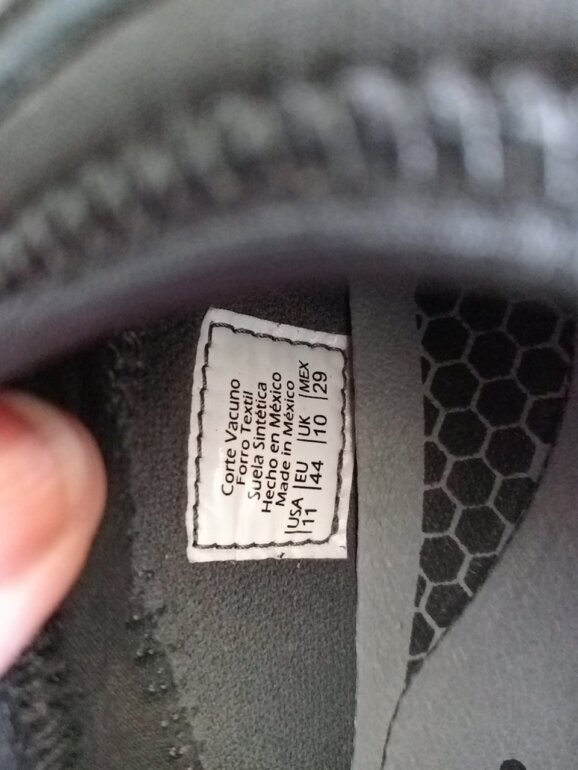 Corte Vacuno
Forro Textil
Suela Sintética
Hecho en México
Made in México
|USA |EU |UK |MEX
|11 |44 |10 |29